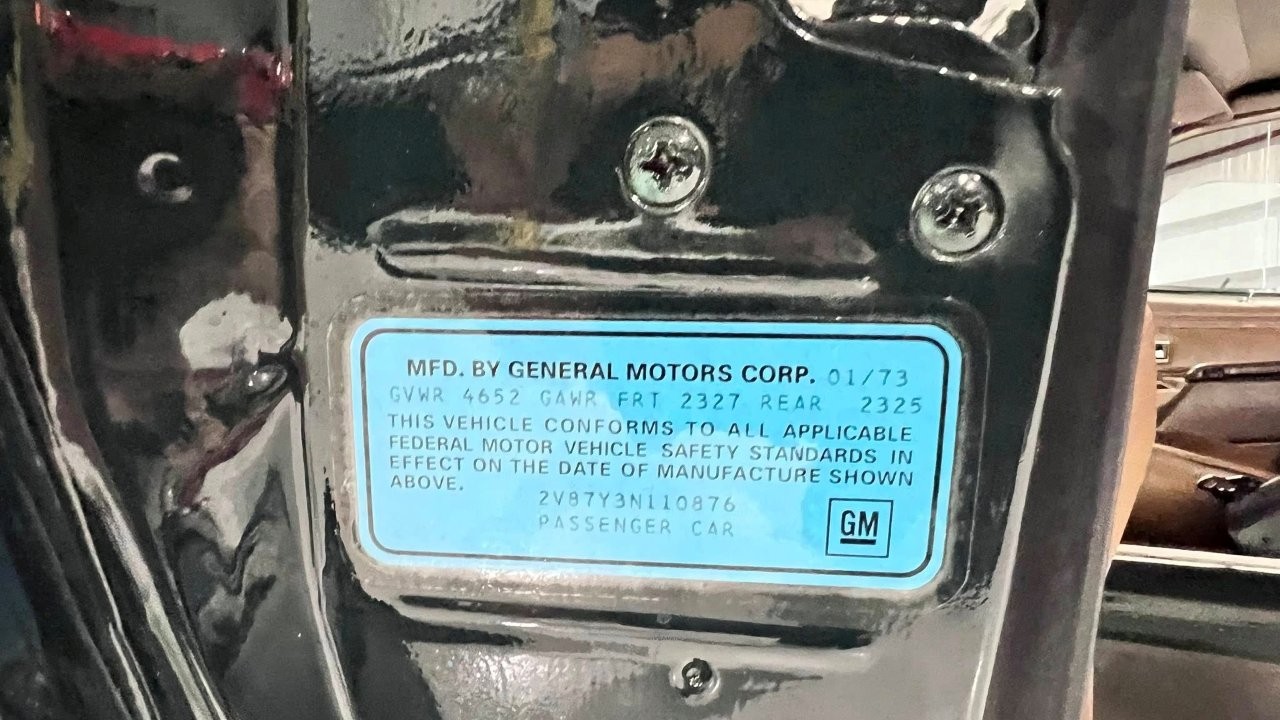 MFD. BY GENERAL MOTORS CORP. 01/73
GVWR 4652 GAWR FRT 2327 REAR 2325
THIS VEHICLE CONFORMS TO ALL APPLICABLE
FEDERAL MOTOR VEHICLE SAFETY STANDARDS IN
EFFECT ON THE DATE OF MANUFACTURE SHOWN
ABOVE.
2V87Y3N110876
PASSENGER CAR
GM